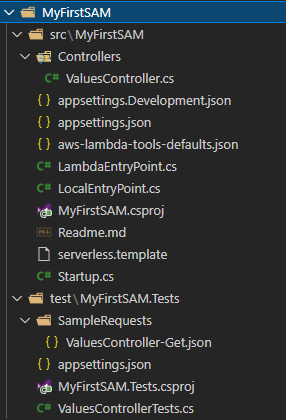 MyFirstSAM
src\MyFirstSAM
Controllers
C# ValuesController.cs
{ } appsettings.Development.json
{ } appsettings.json
{ } aws-lambda-tools-defaults.json
C# LambdaEntryPoint.cs
C# LocalEntryPoint.cs
MyFirstSAM.csproj
Readme.md
serverless.template
C# Startup.cs
test\MyFirstSAM.Tests
SampleRequests
{ } ValuesController-Get.json
{ } appsettings.json
MyFirstSAM.Tests.csproj
C# ValuesControllerTests.cs